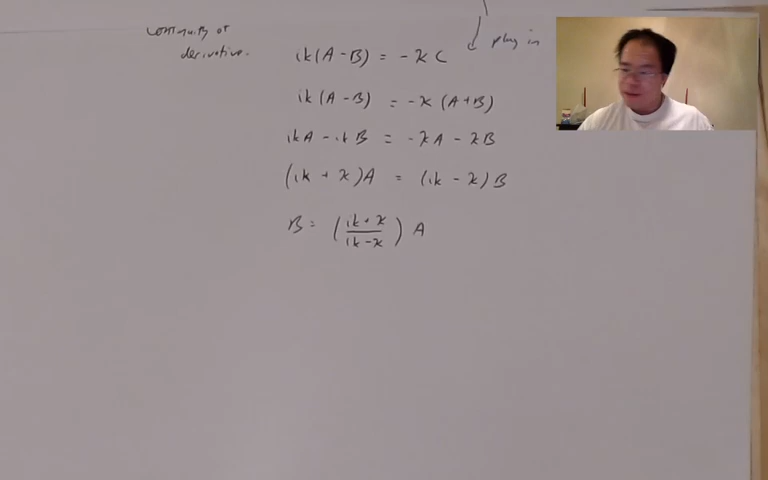 continuity of
derivative.
ik(A-B) = -ϰ C
plug in
ik(A-B) = -ϰ(A+B)
ikA - ikB = -ϰA - ϰB
(ik + ϰ)A = (ik - ϰ)B
B = (ik+ϰ / ik-ϰ) A